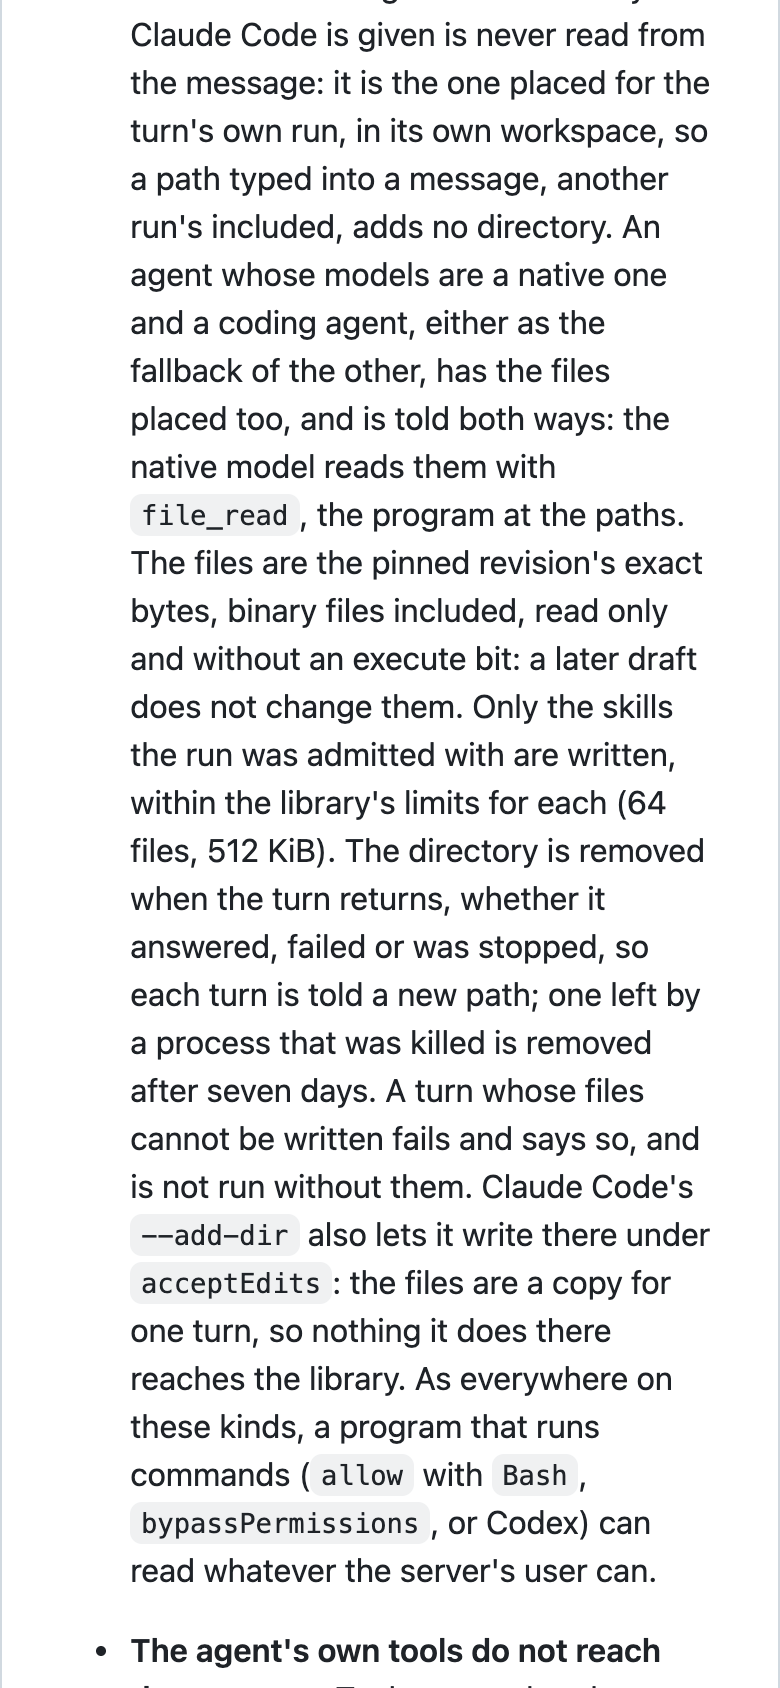 Claude Code is given is never read from
the message: it is the one placed for the
turn's own run, in its own workspace, so
a path typed into a message, another
run's included, adds no directory. An
agent whose models are a native one
and a coding agent, either as the
fallback of the other, has the files
placed too, and is told both ways: the
native model reads them with
file_read, the program at the paths.
The files are the pinned revision's exact
bytes, binary files included, read only
and without an execute bit: a later draft
does not change them. Only the skills
the run was admitted with are written,
within the library's limits for each (64
files, 512 KiB). The directory is removed
when the turn returns, whether it
answered, failed or was stopped, so
each turn is told a new path; one left by
a process that was killed is removed
after seven days. A turn whose files
cannot be written fails and says so, and
is not run without them. Claude Code's
--add-dir also lets it write there under
acceptEdits: the files are a copy for
one turn, so nothing it does there
reaches the library. As everywhere on
these kinds, a program that runs
commands (allow with Bash,
bypassPermissions, or Codex) can
read whatever the server's user can.
• The agent's own tools do not reach